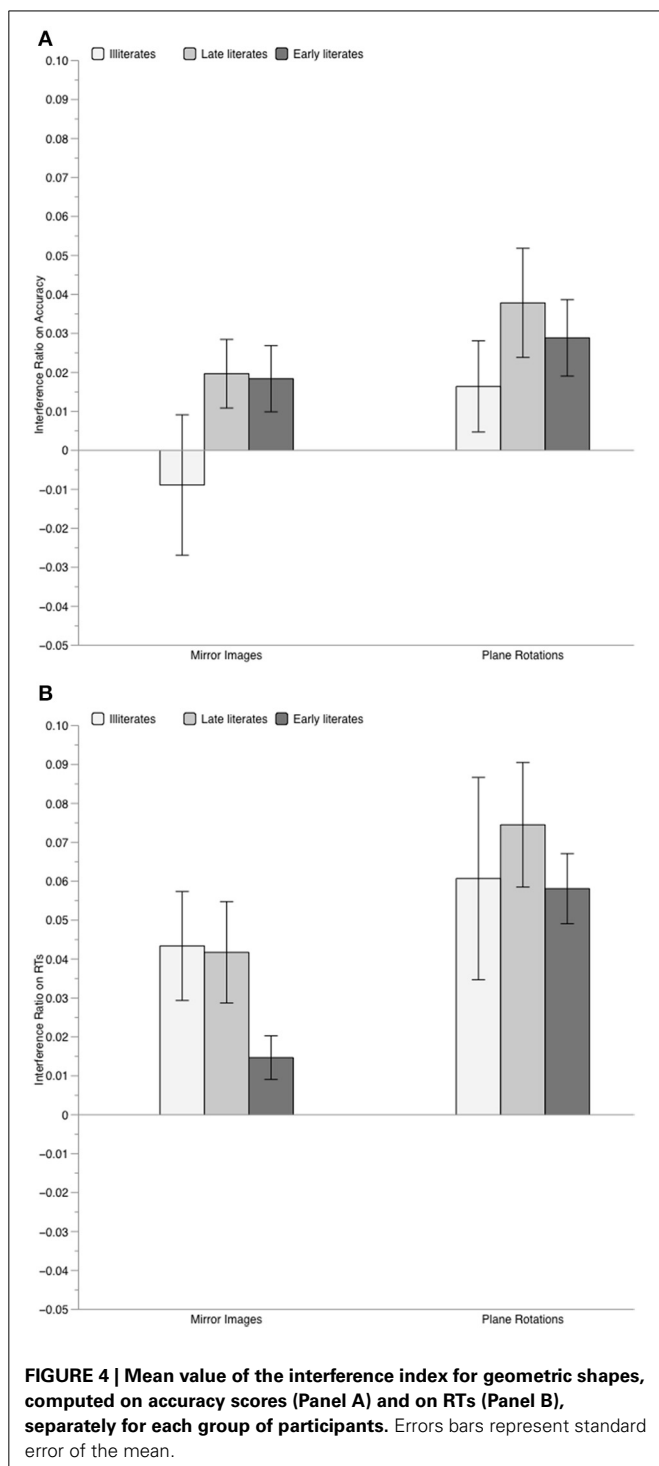 A
Illiterates Late literates Early literates
0.10
0.09
0.08
0.07
0.06
0.05
0.04
0.03
0.02
0.01
0
−0.01
−0.02
−0.03
−0.04
−0.05
Interference Ratio on Accuracy
Mirror Images Plane Rotations
B
Illiterates Late literates Early literates
0.10
0.09
0.08
0.07
0.06
0.05
0.04
0.03
0.02
0.01
0
−0.01
−0.02
−0.03
−0.04
−0.05
Interference Ratio on RTs
Mirror Images Plane Rotations
FIGURE 4 | Mean value of the interference index for geometric shapes,
computed on accuracy scores (Panel A) and on RTs (Panel B),
separately for each group of participants. Errors bars represent standard
error of the mean.